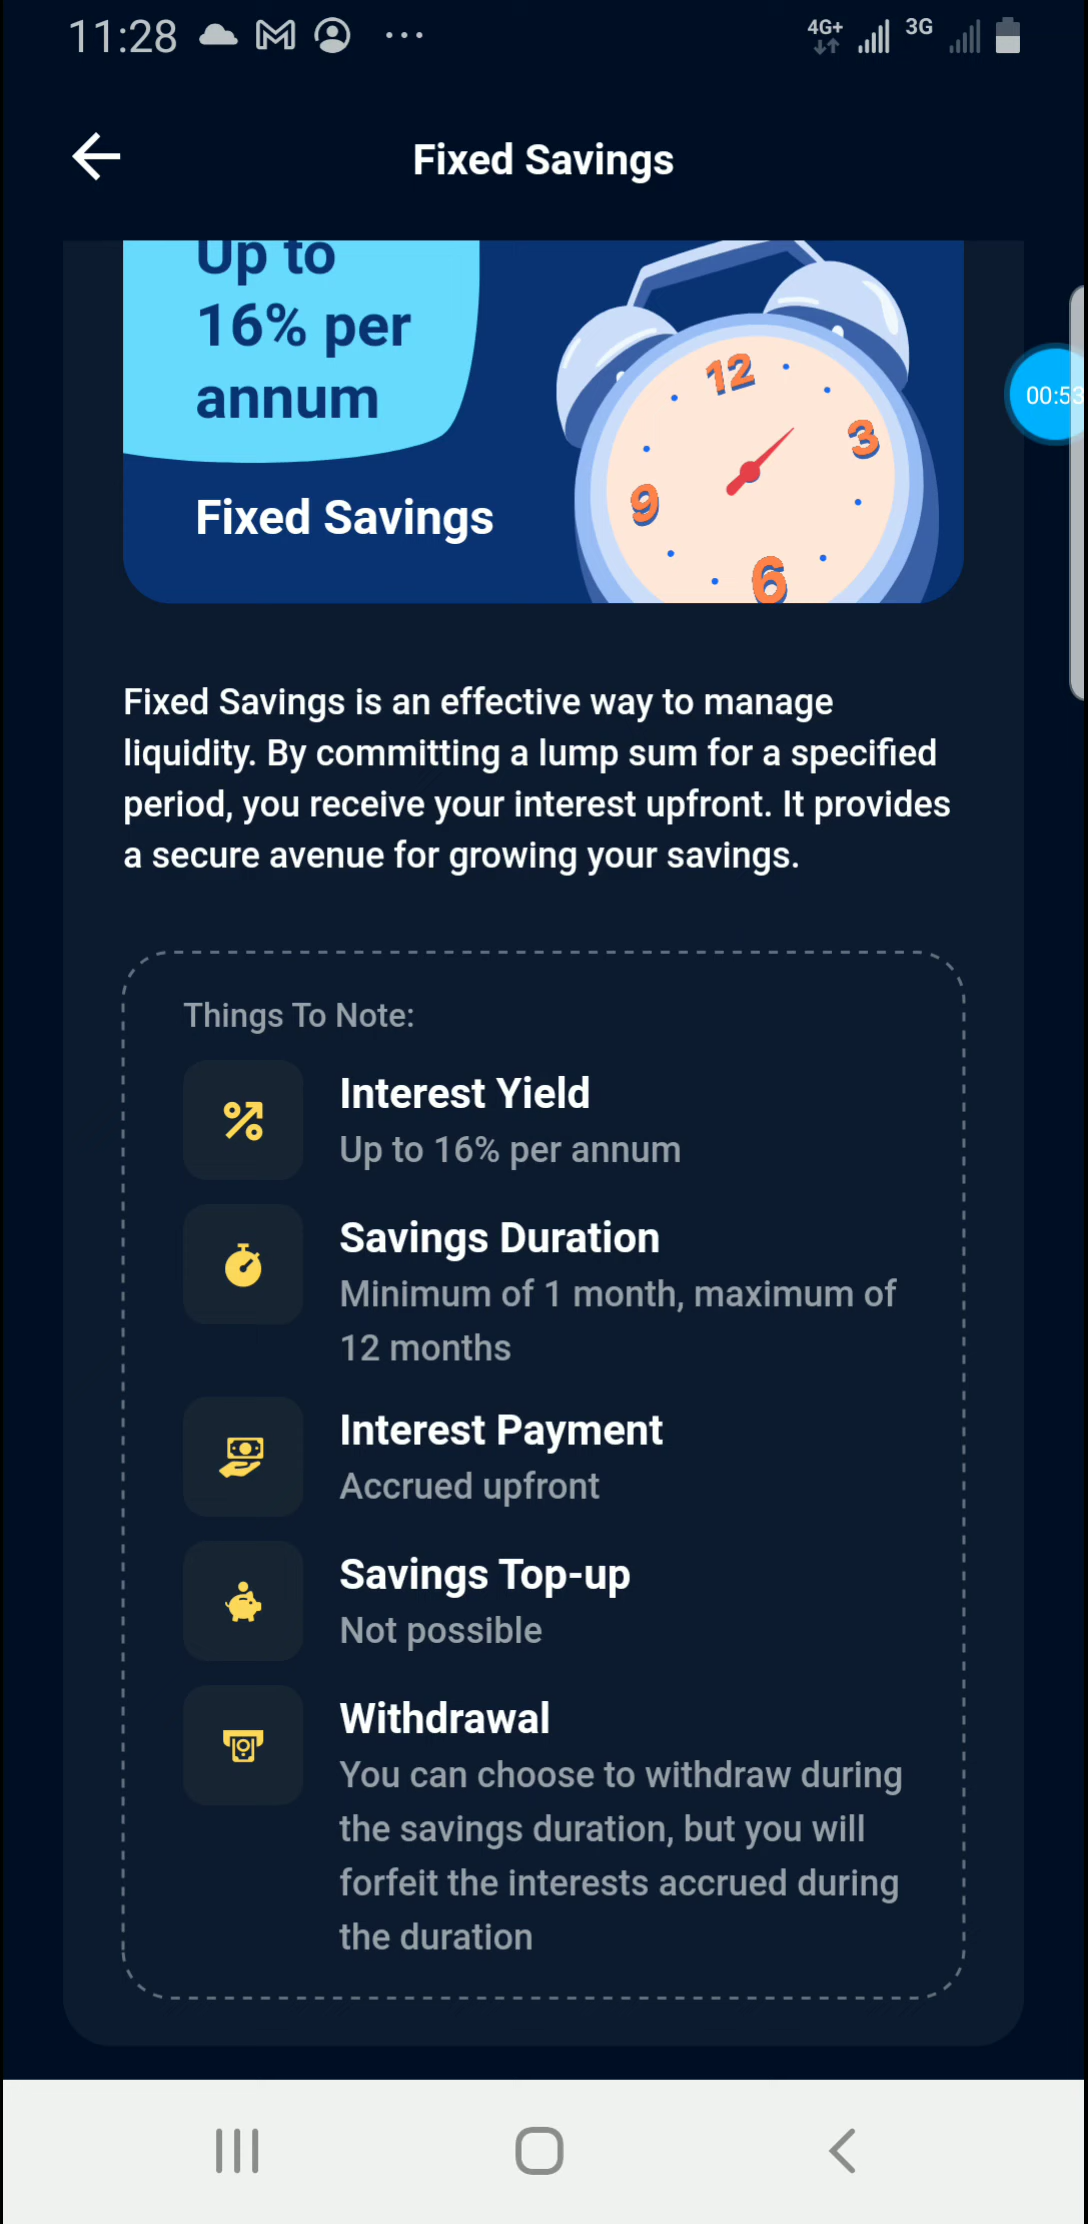 11:28
4G+
3G
Fixed Savings
Up to
16% per
annum
Fixed Savings
12
3
9
6
00:53
Fixed Savings is an effective way to manage
liquidity. By committing a lump sum for a specified
period, you receive your interest upfront. It provides
a secure avenue for growing your savings.
Things To Note:
Interest Yield
Up to 16% per annum
Savings Duration
Minimum of 1 month, maximum of
12 months
Interest Payment
Accrued upfront
Savings Top-up
Not possible
Withdrawal
You can choose to withdraw during
the savings duration, but you will
forfeit the interests accrued during
the duration